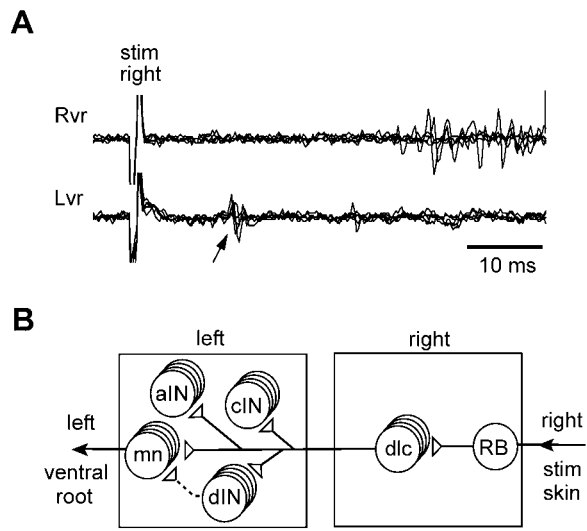 A
stim
right
Rvr
Lvr
10 ms
B
left
right
aIN
cIN
left
right
mn
dlc
RB
ventral
root
dIN
stim
skin